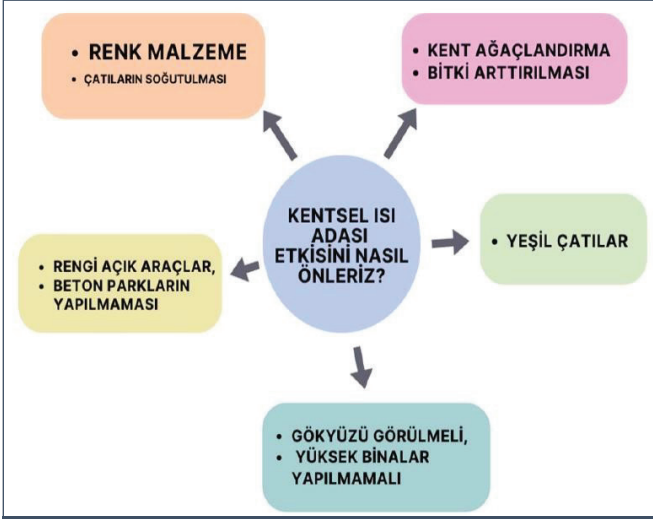 • RENK MALZEME
• ÇATILARIN SOĞUTULMASI
• KENT AĞAÇLANDIRMA
• BİTKİ ARTTIRILMASI
KENTSEL ISI
ADASI
ETKİSİNİ NASIL
ÖNLERİZ?
• YEŞİL ÇATILAR
• RENGİ AÇIK ARAÇLAR,
• BETON PARKLARIN
YAPILMAMASI
• GÖKYÜZÜ GÖRÜLMELİ,
• YÜKSEK BİNALAR
YAPILMAMALI